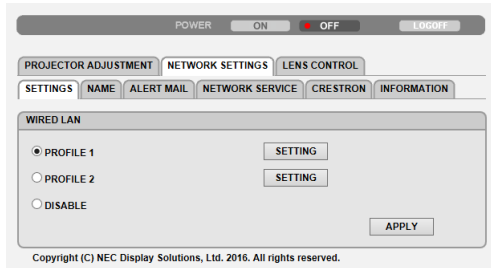 POWER ON OFF LOGOFF
PROJECTOR ADJUSTMENT NETWORK SETTINGS LENS CONTROL
SETTINGS NAME ALERT MAIL NETWORK SERVICE CRESTRON INFORMATION
WIRED LAN
PROFILE 1 SETTING
PROFILE 2 SETTING
DISABLE
APPLY
Copyright (C) NEC Display Solutions, Ltd. 2016. All rights reserved.